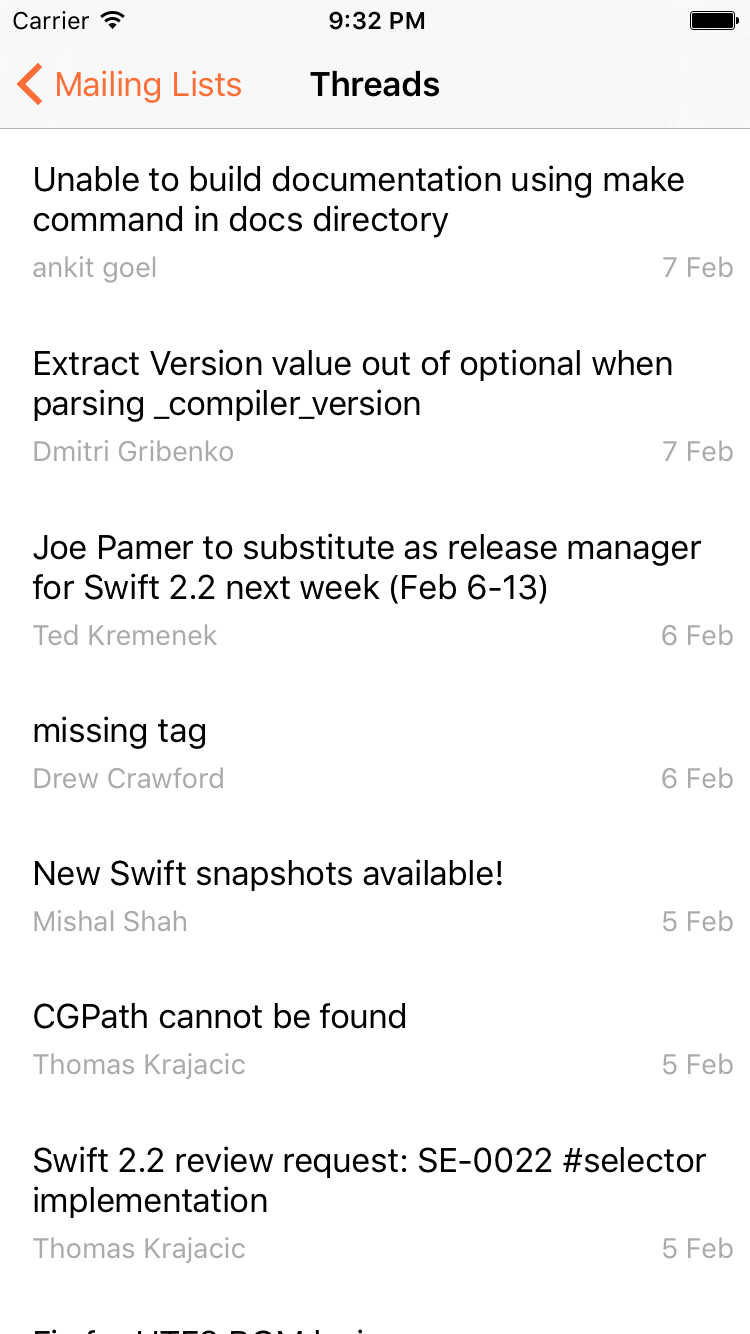 Carrier 9:32 PM
Mailing Lists Threads
Unable to build documentation using make
command in docs directory
ankit goel 7 Feb
Extract Version value out of optional when
parsing _compiler_version
Dmitri Gribenko 7 Feb
Joe Pamer to substitute as release manager
for Swift 2.2 next week (Feb 6-13)
Ted Kremenek 6 Feb
missing tag
Drew Crawford 6 Feb
New Swift snapshots available!
Mishal Shah 5 Feb
CGPath cannot be found
Thomas Krajacic 5 Feb
Swift 2.2 review request: SE-0022 #selector
implementation
Thomas Krajacic 5 Feb